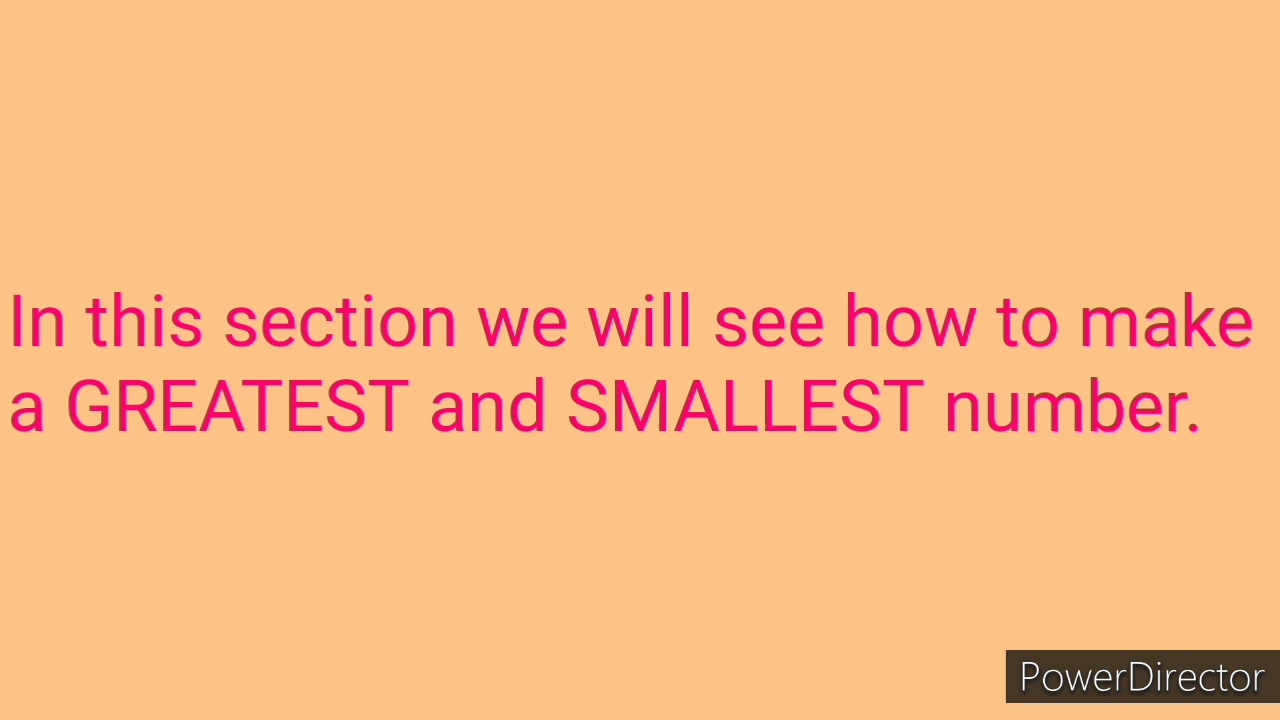 In this section we will see how to make
a GREATEST and SMALLEST number.
PowerDirector